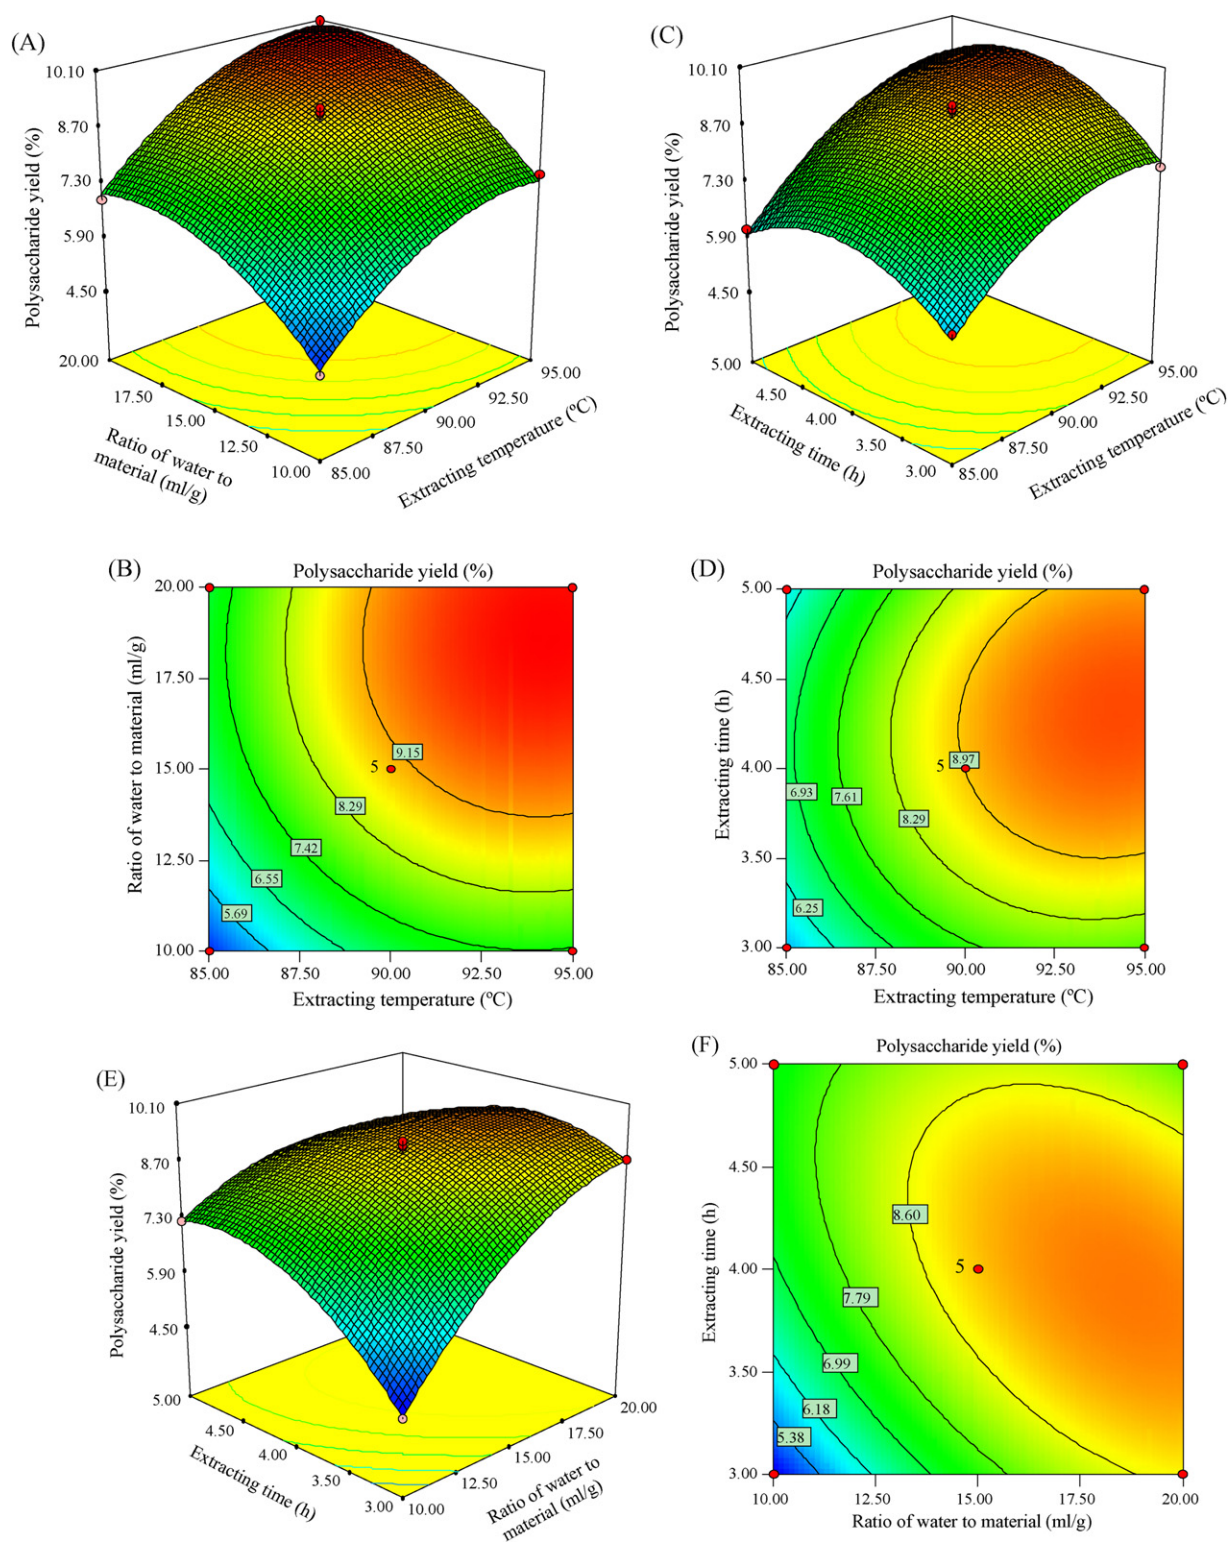 (A)
Polysaccharide yield (%)
10.10
8.70
7.30
5.90
4.50
20.00
17.50
15.00
12.50
10.00
Ratio of water to
material (ml/g)
85.00
87.50
90.00
92.50
95.00
Extracting temperature (ºC)
(C)
Polysaccharide yield (%)
10.10
8.70
7.30
5.90
4.50
5.00
4.50
4.00
3.50
3.00
Extracting time (h)
85.00
87.50
90.00
92.50
95.00
Extracting temperature (ºC)
(B)
Polysaccharide yield (%)
Ratio of water to material (ml/g)
20.00
17.50
15.00
12.50
10.00
5
9.15
8.29
7.42
6.55
5.69
85.00 87.50 90.00 92.50 95.00
Extracting temperature (ºC)
(D)
Polysaccharide yield (%)
Extracting time (h)
5.00
4.50
4.00
3.50
3.00
5
8.97
6.93
7.61
8.29
6.25
85.00 87.50 90.00 92.50 95.00
Extracting temperature (ºC)
(E)
Polysaccharide yield (%)
10.10
8.70
7.30
5.90
4.50
5.00
4.50
4.00
3.50
3.00
Extracting time (h)
10.00
12.50
15.00
17.50
20.00
Ratio of water to
material (ml/g)
(F)
Polysaccharide yield (%)
Extracting time (h)
5.00
4.50
4.00
3.50
3.00
8.60
5
7.79
6.99
6.18
5.38
10.00 12.50 15.00 17.50 20.00
Ratio of water to material (ml/g)